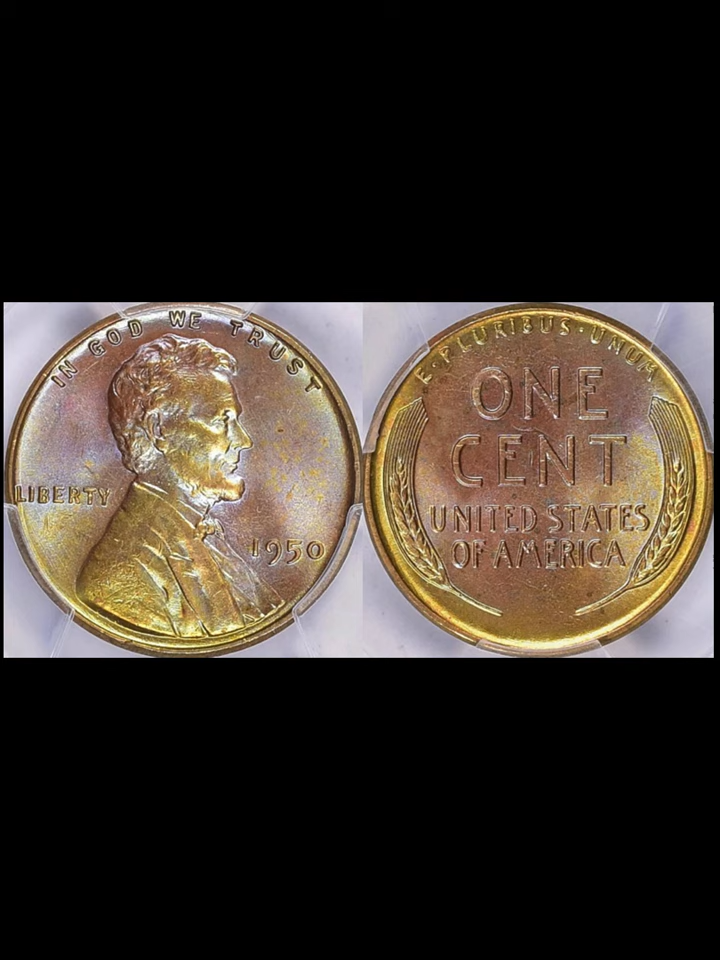 IN GOD WE TRUST
LIBERTY
1950
E·PLURIBUS·UNUM
ONE
CENT
UNITED STATES
OF AMERICA